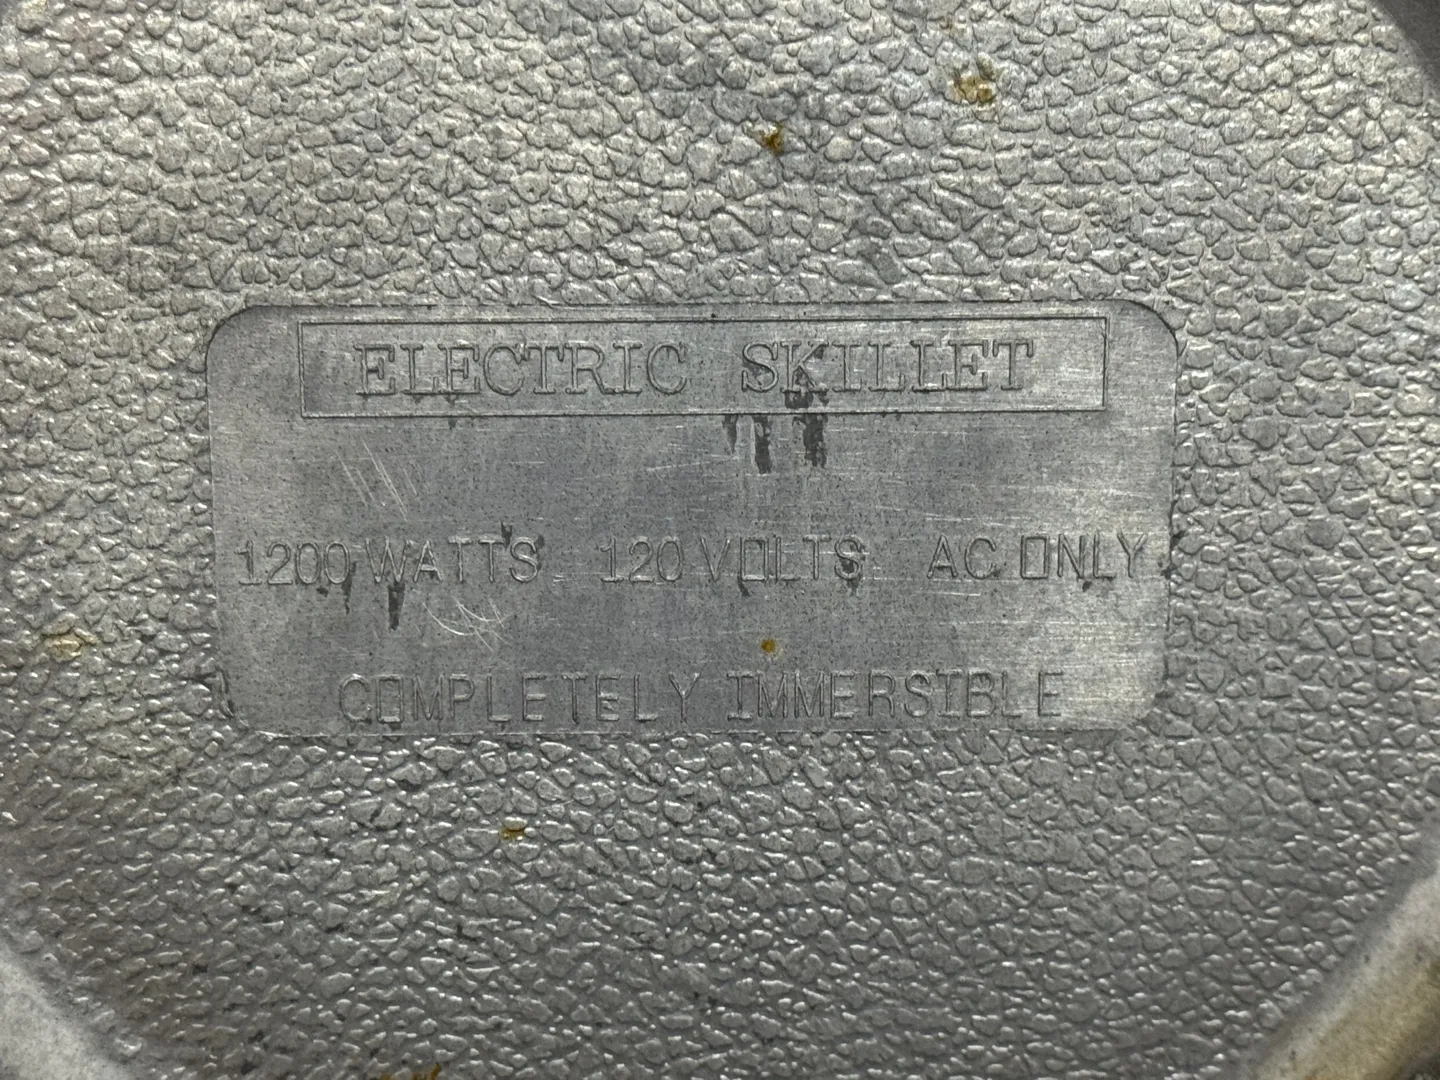 ELECTRIC SKILLET
1200 WATTS 120 VOLTS AC ONLY
COMPLETELY IMMERSIBLE